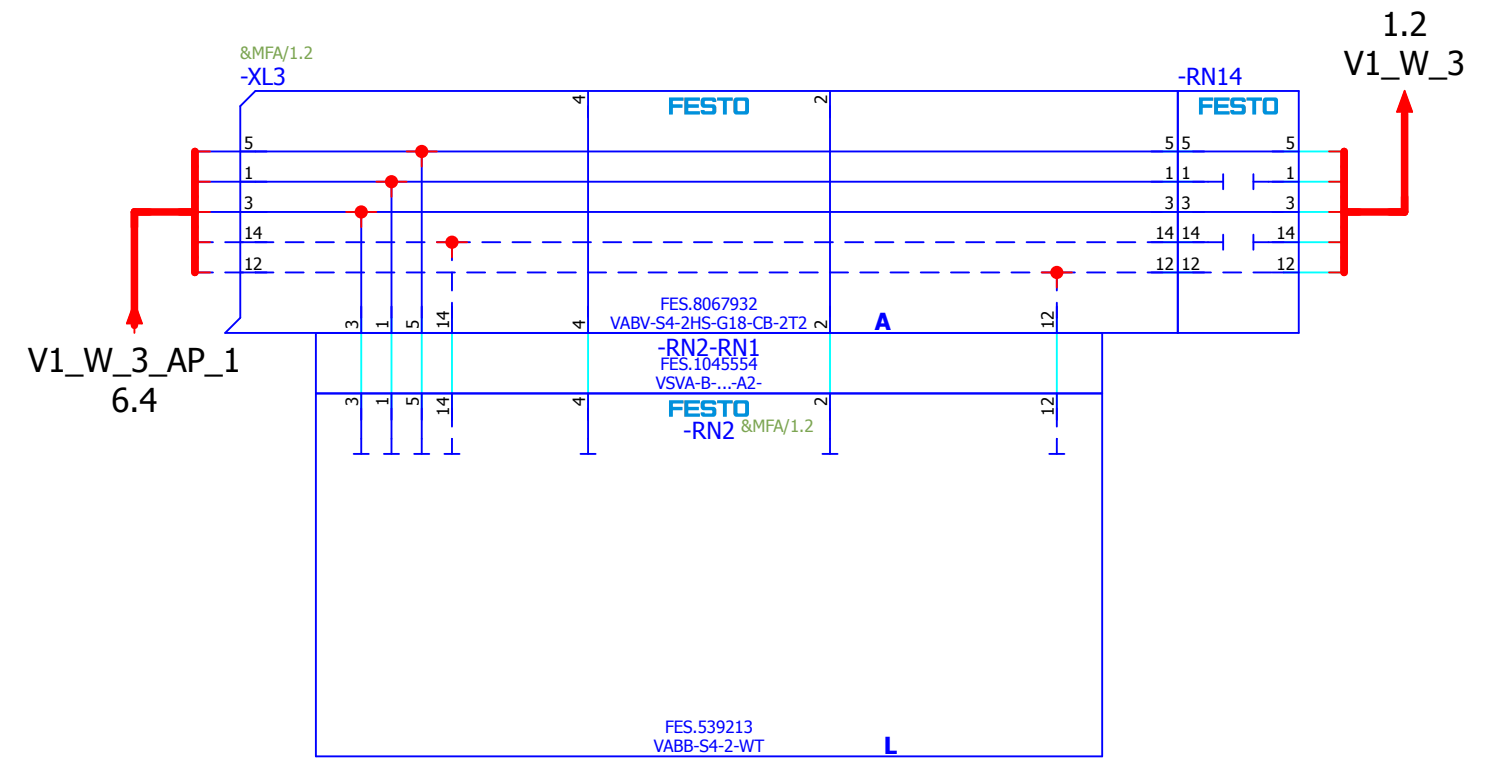 1.2
V1_W_3
&MFA/1.2
-XL3
-RN14
4
FESTO
2
FESTO
5
5 5
5
1
1 1
1
3
3 3
3
14
14 14
14
12
12 12
12
FES.8067932
VABV-S4-2HS-G18-CB-2T2
A
3
1
5
14
4
2
12
V1_W_3_AP_1
6.4
-RN2-RN1
FES.1045554
VSVA-B-...-A2-
3
1
5
14
4
FESTO
2
12
-RN2
&MFA/1.2
FES.539213
VABB-S4-2-WT
L